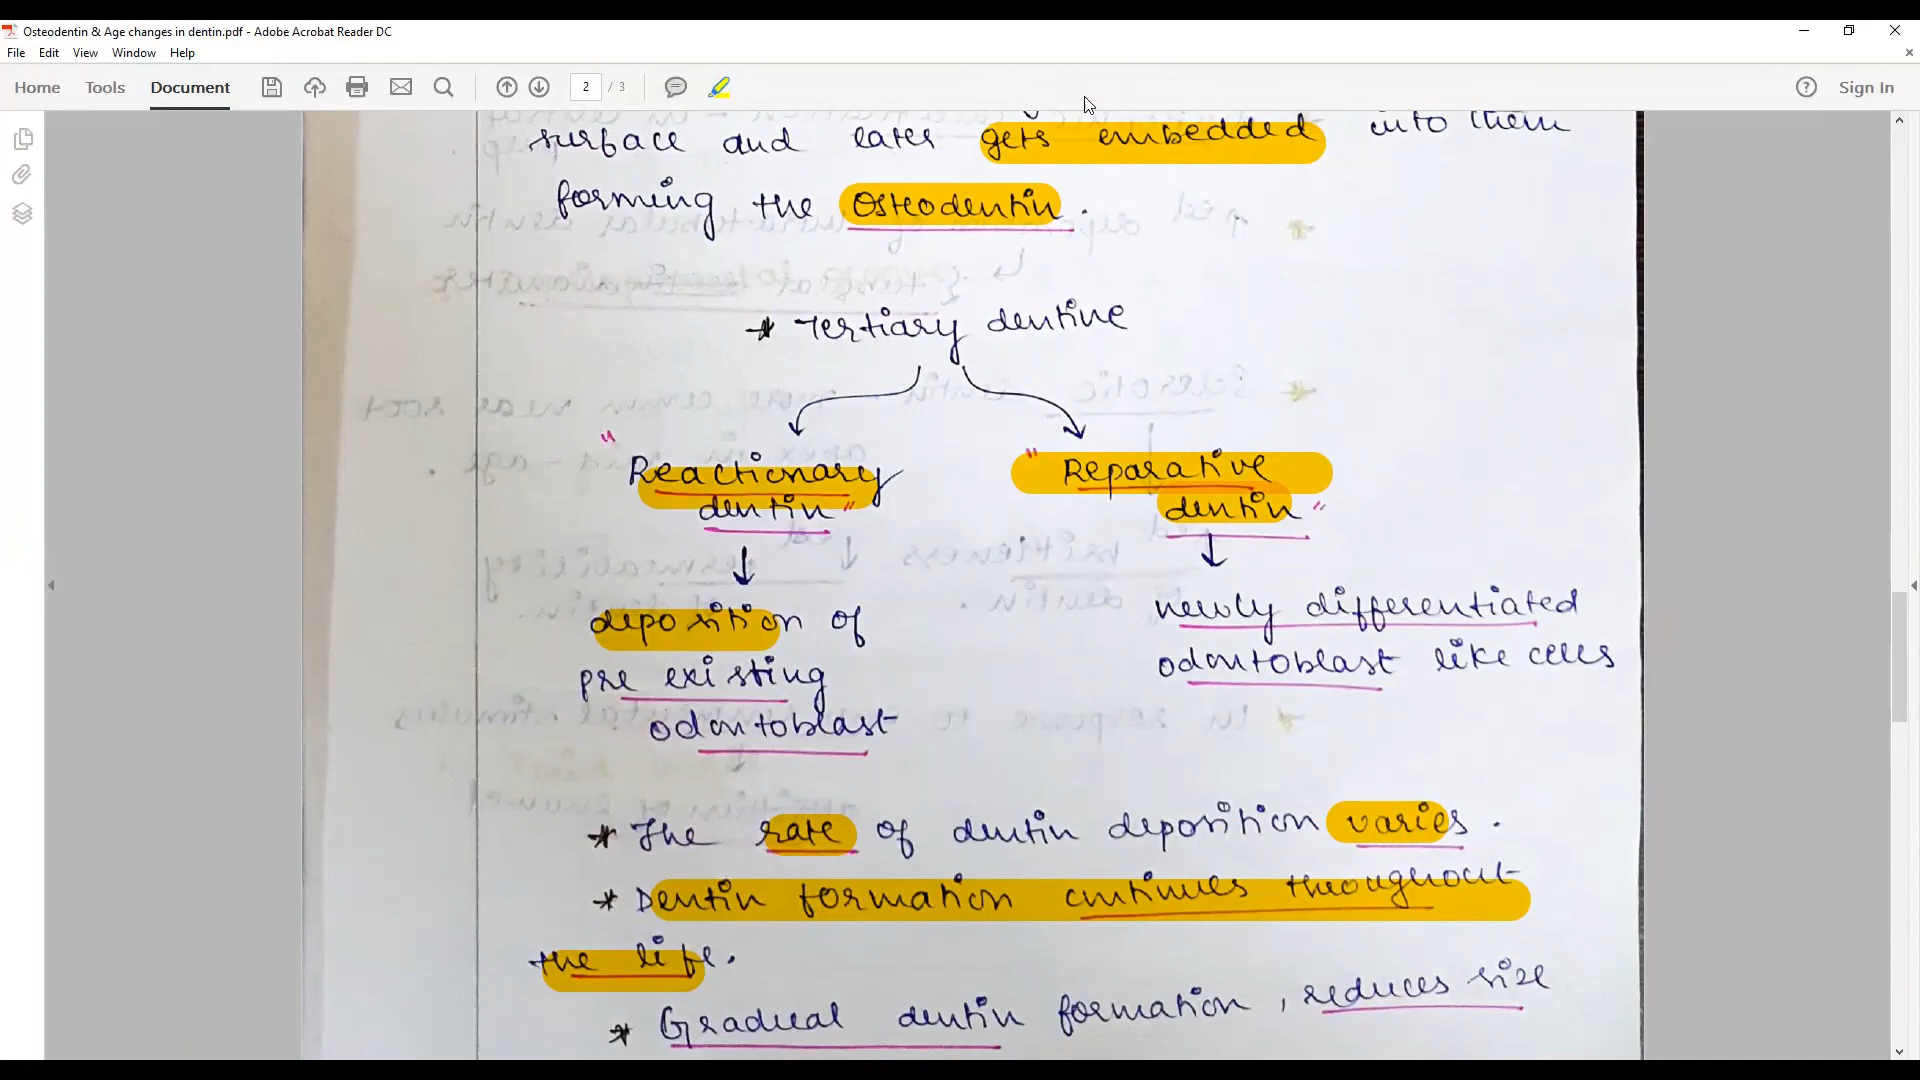 Osteodentin & Age changes in dentin.pdf - Adobe Acrobat Reader DC
File Edit View Window Help
Home Tools Document 2 / 3 Sign In
surface and later gets embedded into them
forming the Osteodentin.
* Tertiary dentine
"Reactionary dentin"
"Reparative dentin"
deposition of
pre existing
odontoblast
newly differentiated
odontoblast like cells
* The rate of dentin deposition varies.
* Dentin formation continues throughout
the life.
* Gradual dentin formation, reduces size